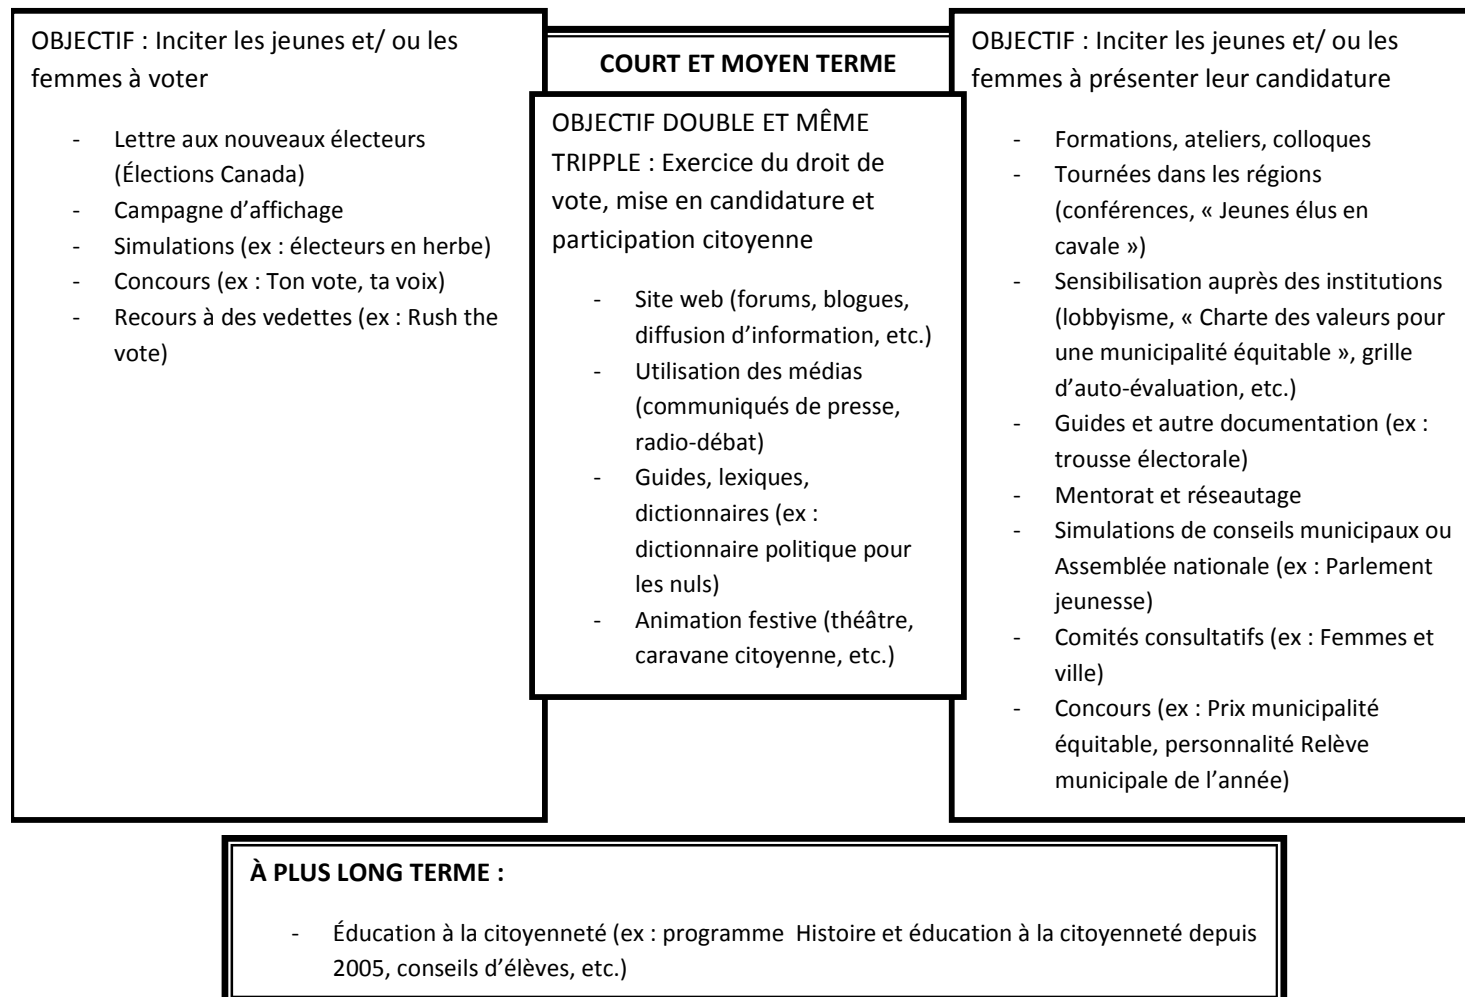 OBJECTIF : Inciter les jeunes et/ ou les
femmes à voter
- Lettre aux nouveaux électeurs
(Élections Canada)
- Campagne d’affichage
- Simulations (ex : électeurs en herbe)
- Concours (ex : Ton vote, ta voix)
- Recours à des vedettes (ex : Rush the
vote)
COURT ET MOYEN TERME
OBJECTIF DOUBLE ET MÊME
TRIPPLE : Exercice du droit de
vote, mise en candidature et
participation citoyenne
- Site web (forums, blogues,
diffusion d’information, etc.)
- Utilisation des médias
(communiqués de presse,
radio-débat)
- Guides, lexiques,
dictionnaires (ex :
dictionnaire politique pour
les nuls)
- Animation festive (théâtre,
caravane citoyenne, etc.)
OBJECTIF : Inciter les jeunes et/ ou les
femmes à présenter leur candidature
- Formations, ateliers, colloques
- Tournées dans les régions
(conférences, « Jeunes élus en
cavale »)
- Sensibilisation auprès des institutions
(lobbyisme, « Charte des valeurs pour
une municipalité équitable », grille
d’auto-évaluation, etc.)
- Guides et autre documentation (ex :
trousse électorale)
- Mentorat et réseautage
- Simulations de conseils municipaux ou
Assemblée nationale (ex : Parlement
jeunesse)
- Comités consultatifs (ex : Femmes et
ville)
- Concours (ex : Prix municipalité
équitable, personnalité Relève
municipale de l’année)
À PLUS LONG TERME :
- Éducation à la citoyenneté (ex : programme Histoire et éducation à la citoyenneté depuis
2005, conseils d’élèves, etc.)